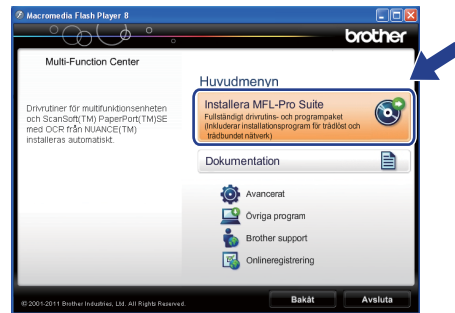 Macromedia Flash Player 8
brother
Multi-Function Center
Huvudmenyn
Drivrutiner för multifunktionsenheten
och ScanSoft(TM) PaperPort(TM)SE
med OCR från NUANCE(TM)
installeras automatiskt.
Installera MFL-Pro Suite
Fullständigt drivrutins- och programpaket
(Inkluderar installationsprogram för trådlöst och
trådbundet nätverk)
Dokumentation
Avancerat
Övriga program
Brother support
Onlineregistrering
© 2001-2011 Brother Industries, Ltd. All Rights Reserved.
Bakåt
Avsluta